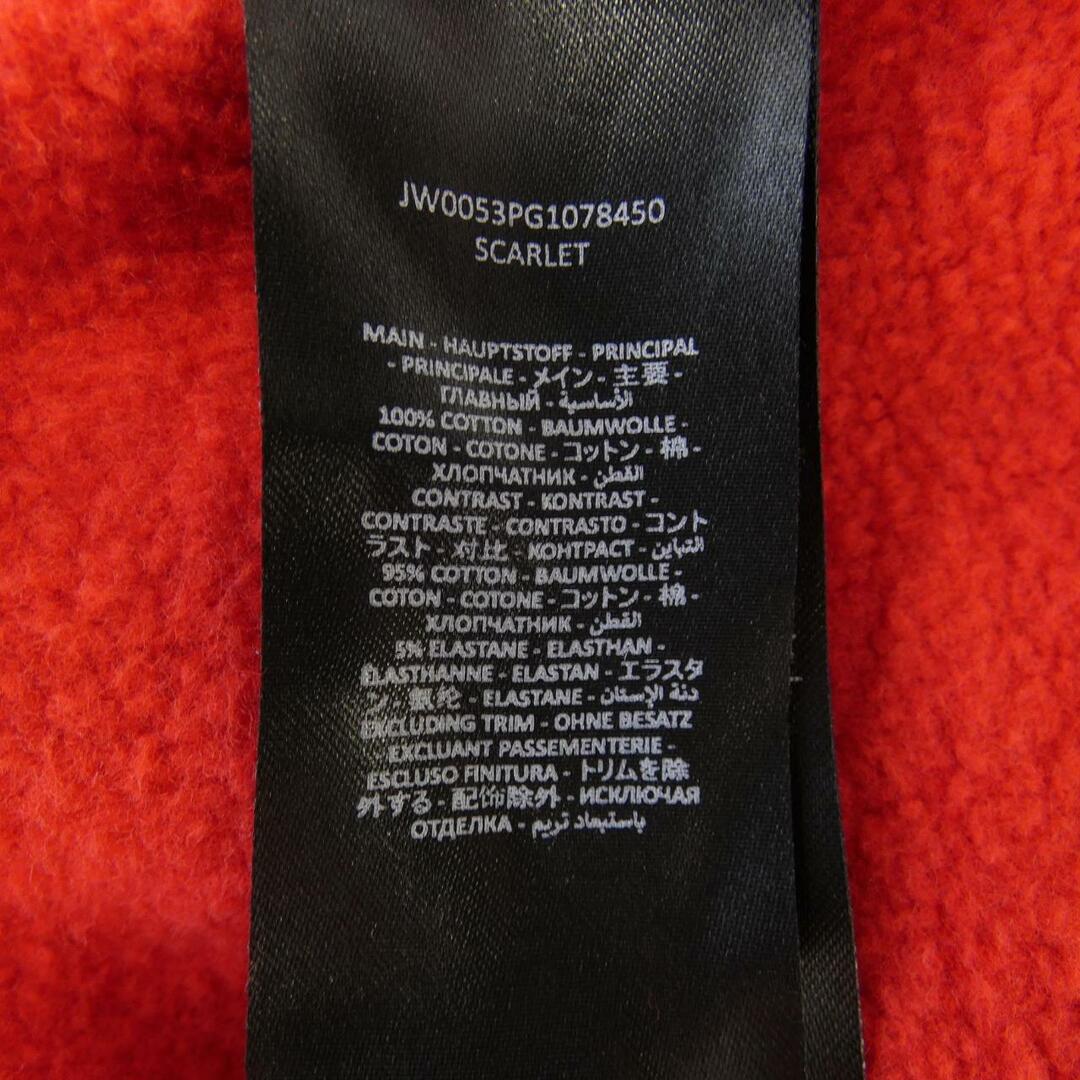 JW0053PG1078450
SCARLET
MAIN - HAUPTSTOFF - PRINCIPAL
- PRINCIPALE - メイン - 主要 -
ГЛАВНЫЙ - الأساسية
100% COTTON - BAUMWOLLE -
COTON - COTONE - コットン - 棉 -
ХЛОПЧАТНИК - القطن
CONTRAST - KONTRAST -
CONTRASTE - CONTRASTO - コント
ラスト - 对比 - КОНТРАСТ - التباين
95% COTTON - BAUMWOLLE -
COTON - COTONE - コットン - 棉 -
ХЛОПЧАТНИК - القطن
5% ELASTANE - ELASTHAN -
ELASTHANNE - ELASTAN - エラスタ
ン - 氨纶 - ELASTANE - دنة الإستان
EXCLUDING TRIM - OHNE BESATZ
- EXCLUANT PASSEMENTERIE -
ESCLUSO FINITURA - トリムを除
外する - 配饰除外 - ИСКЛЮЧАЯ
ОТДЕЛКА - باستبعاد تريم